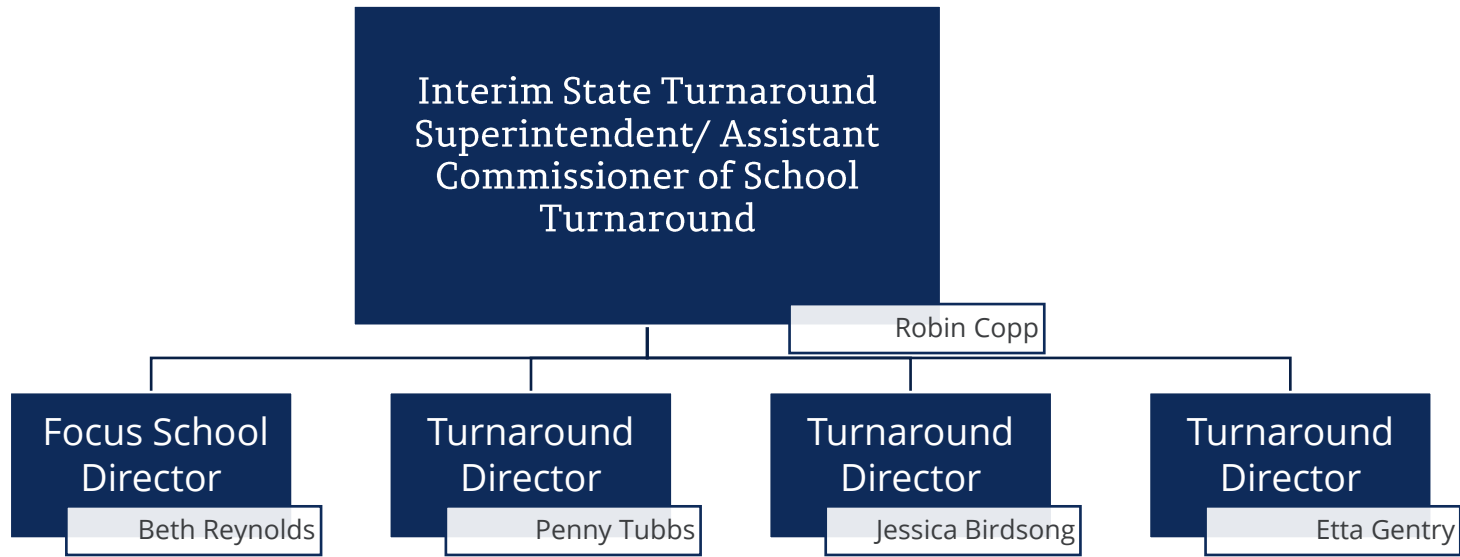 Interim State Turnaround
Superintendent/ Assistant
Commissioner of School
Turnaround
Robin Copp
Focus School
Director
Beth Reynolds
Turnaround
Director
Penny Tubbs
Turnaround
Director
Jessica Birdsong
Turnaround
Director
Etta Gentry